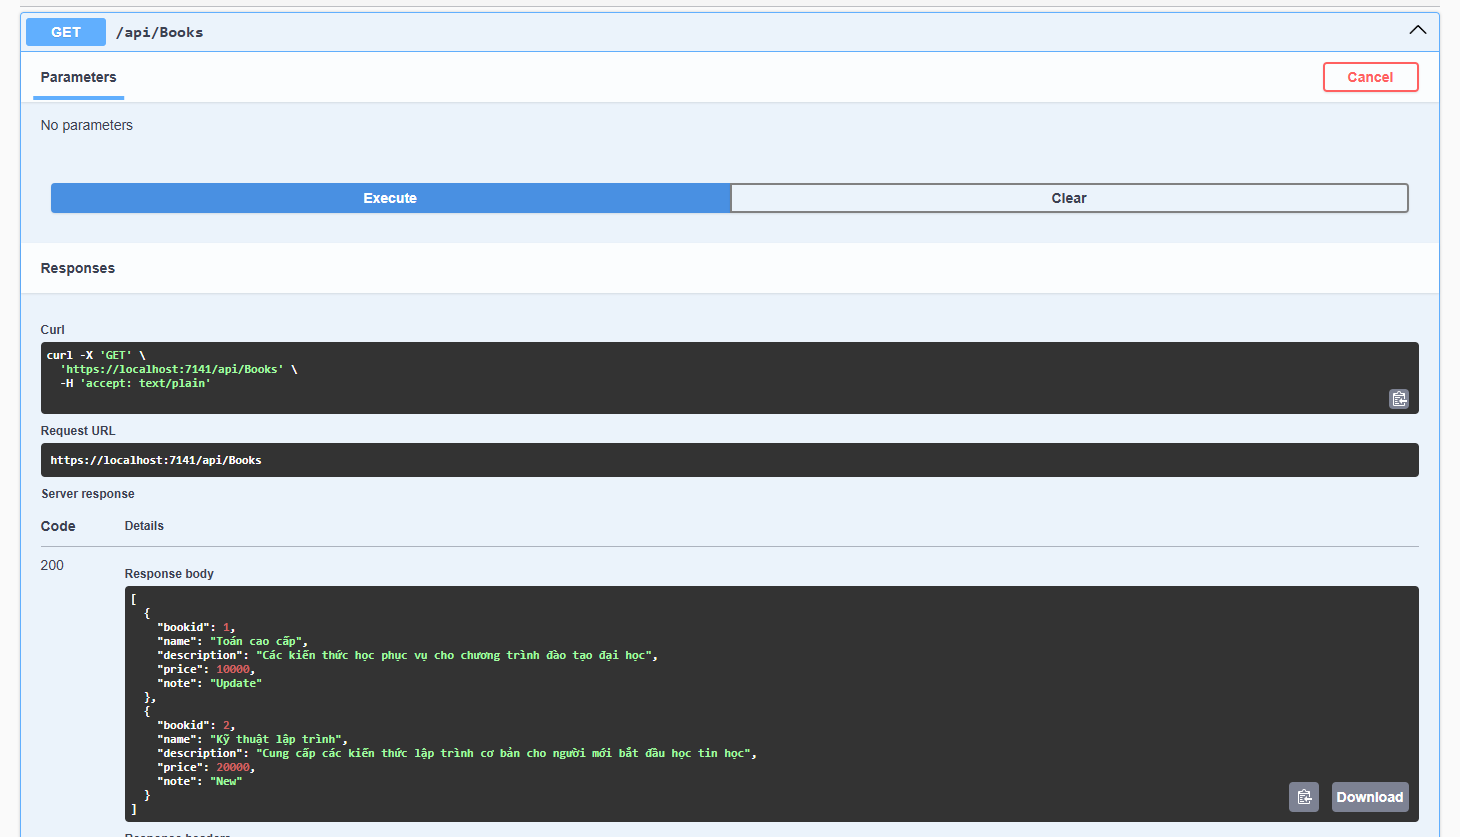 GET /api/Books
Parameters
Cancel
No parameters
Execute
Clear
Responses
Curl
curl -X 'GET' \
  'https://localhost:7141/api/Books' \
  -H 'accept: text/plain'
Request URL
https://localhost:7141/api/Books
Server response
Code Details
200
Response body
[
  {
    "bookid": 1,
    "name": "Toán cao cấp",
    "description": "Các kiến thức học phục vụ cho chương trình đào tạo đại học",
    "price": 10000,
    "note": "Update"
  },
  {
    "bookid": 2,
    "name": "Kỹ thuật lập trình",
    "description": "Cung cấp các kiến thức lập trình cơ bản cho người mới bắt đầu học tin học",
    "price": 20000,
    "note": "New"
  }
]
Download
Response headers